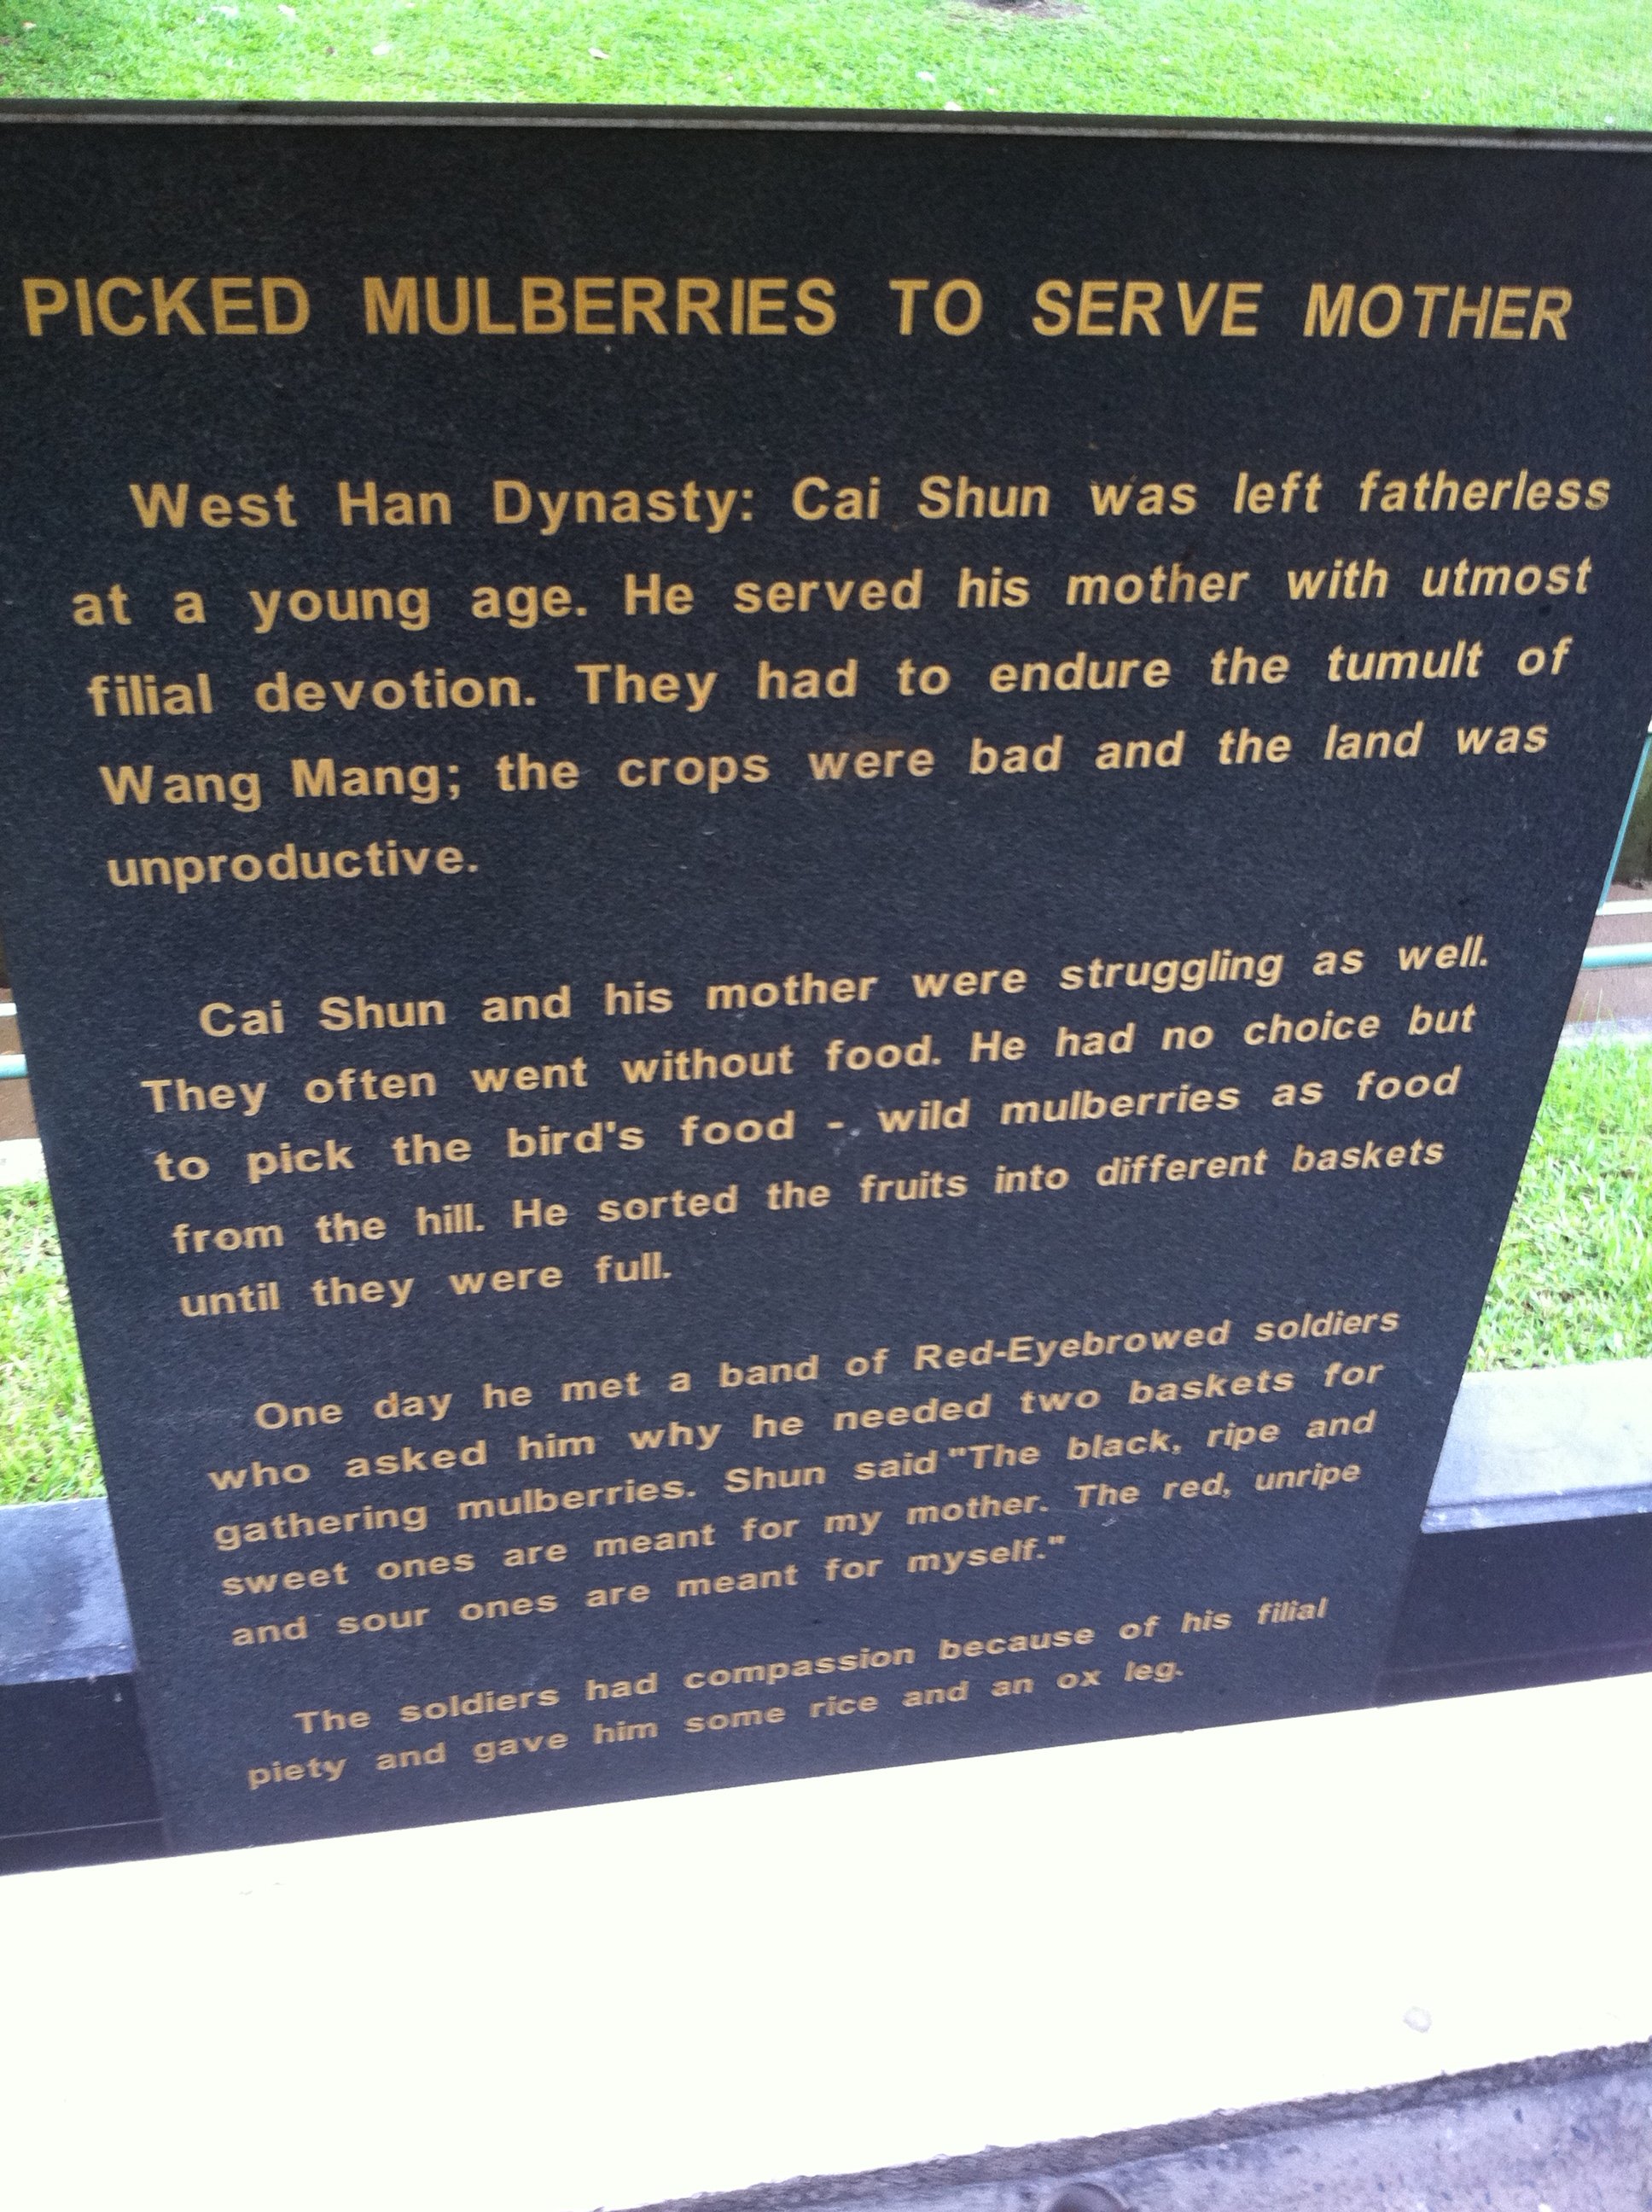 PICKED MULBERRIES TO SERVE MOTHER
West Han Dynasty: Cai Shun was left fatherless
at a young age. He served his mother with utmost
filial devotion. They had to endure the tumult of
Wang Mang; the crops were bad and the land was
unproductive.
Cai Shun and his mother were struggling as well.
They often went without food. He had no choice but
to pick the bird's food - wild mulberries as food
from the hill. He sorted the fruits into different baskets
until they were full.
One day he met a band of Red-Eyebrowed soldiers
who asked him why he needed two baskets for
gathering mulberries. Shun said "The black, ripe and
sweet ones are meant for my mother. The red, unripe
and sour ones are meant for myself."
The soldiers had compassion because of his filial
piety and gave him some rice and an ox leg.